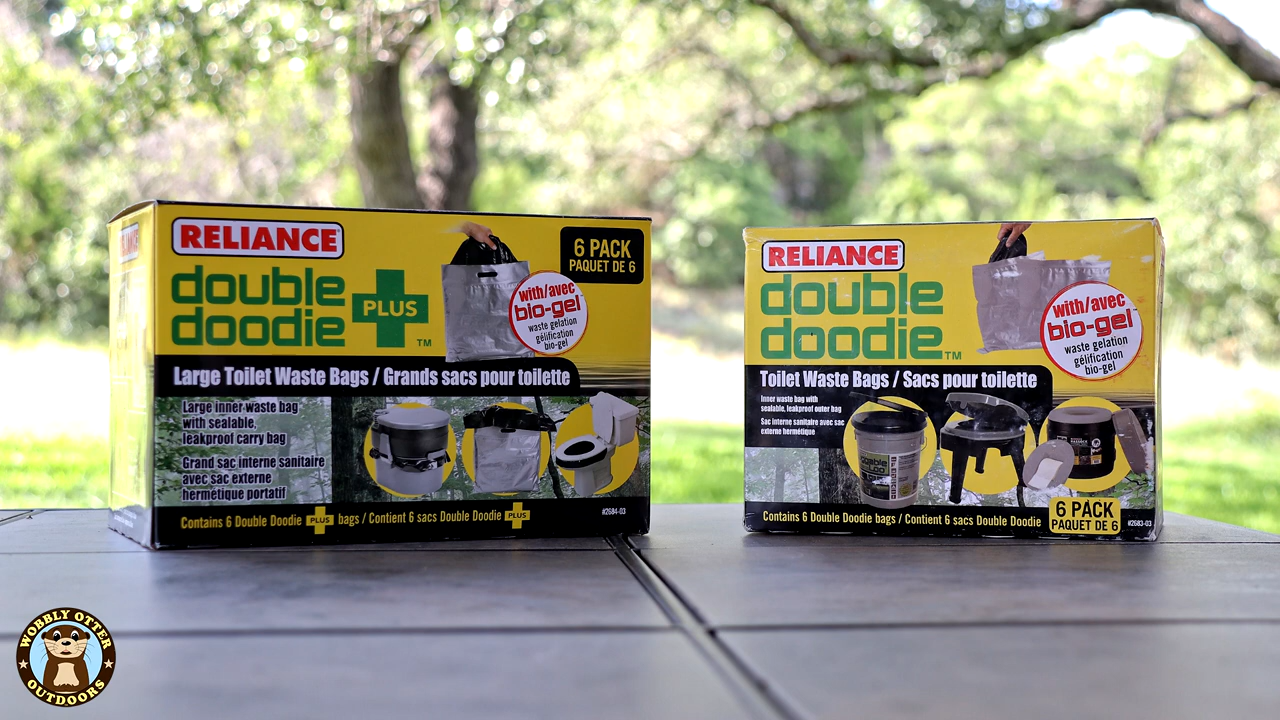 RELIANCE
double
doodie PLUS ™
6 PACK
PAQUET DE 6
with/avec
bio-gel
waste gelation
gélification
bio-gel
Large Toilet Waste Bags / Grands sacs pour toilette
Large inner waste bag
with sealable,
leakproof carry bag
Grand sac interne sanitaire
avec sac externe
hermétique portatif
Contains 6 Double Doodie PLUS bags / Contient 6 sacs Double Doodie PLUS
#2684-03
RELIANCE
double
doodie ™
with/avec
bio-gel
waste gelation
gélification
bio-gel
Toilet Waste Bags / Sacs pour toilette
Inner waste bag with
sealable, leakproof outer bag
Sac interne sanitaire avec sac
externe hermétique
double
doodie
Contains 6 Double Doodie bags / Contient 6 sacs Double Doodie
6 PACK
PAQUET DE 6
#2683-03
WOBBLY OTTER
OUTDOORS